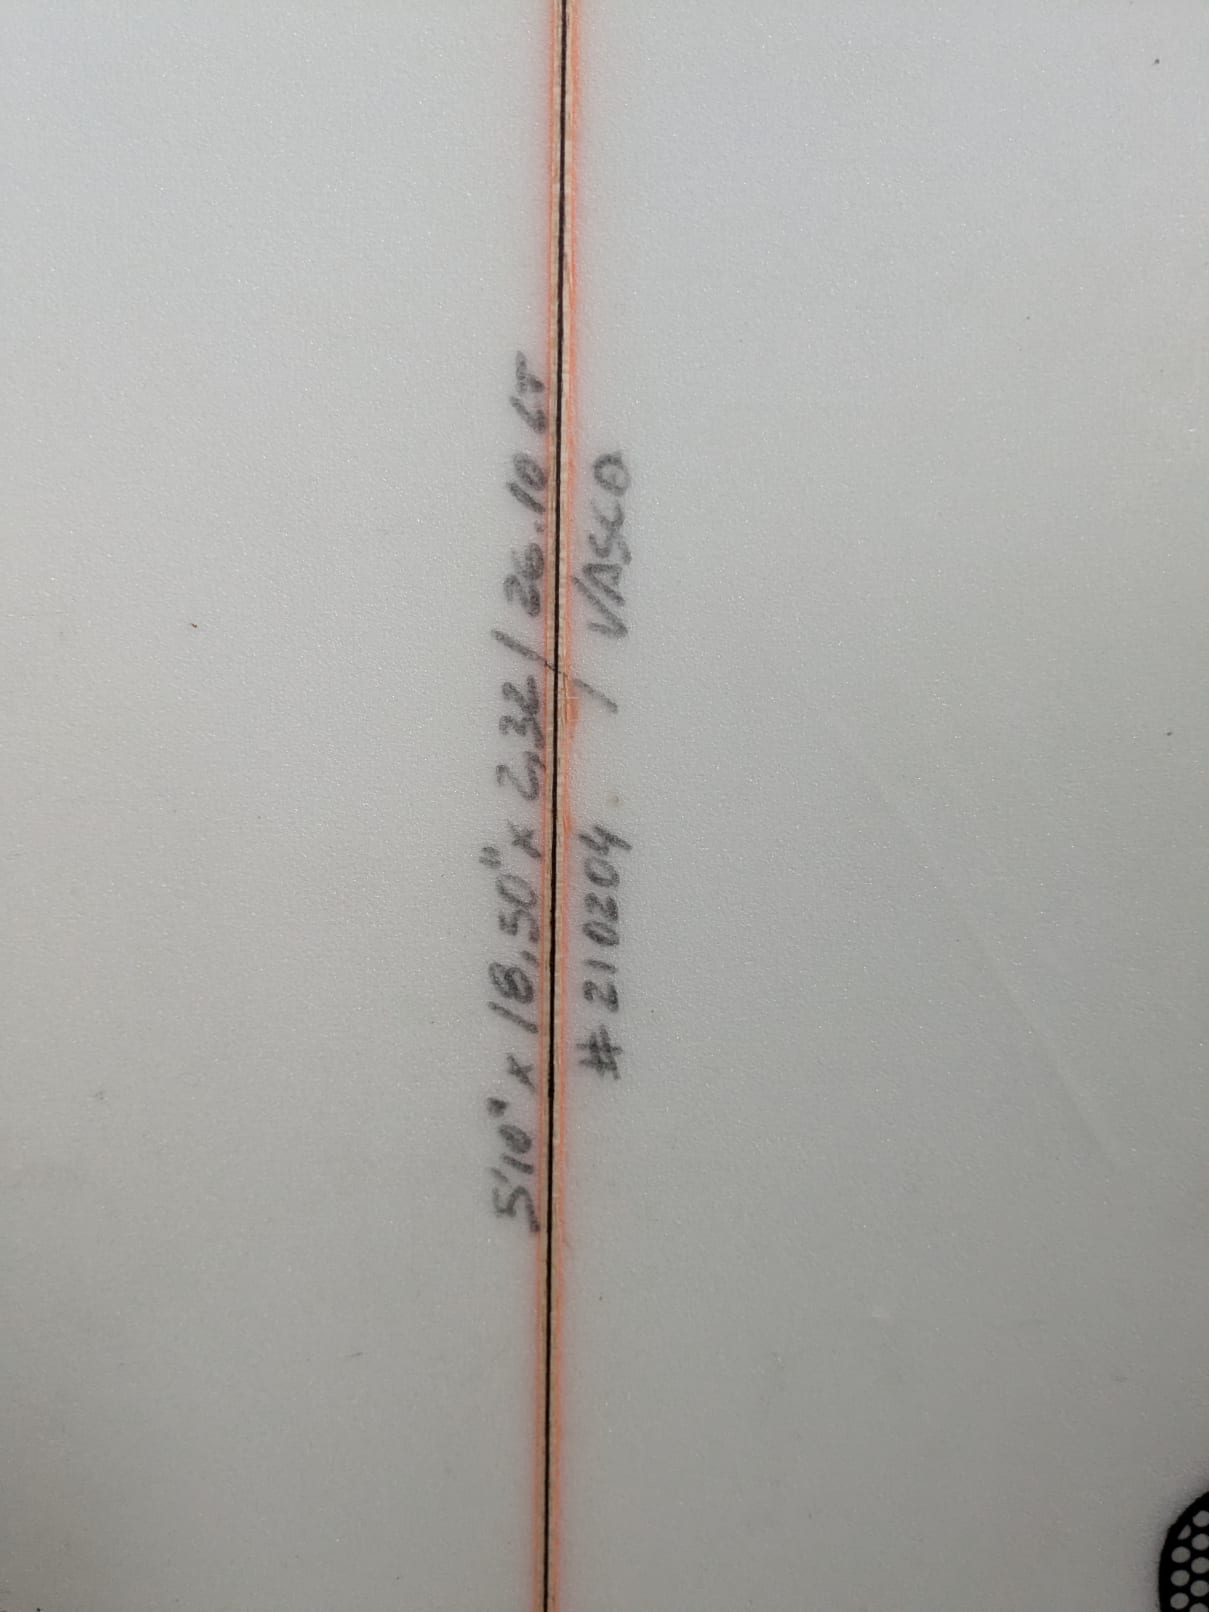 5'10" x 18,50" x 2,32 / 26.10 LT
# 210204 / VASCO